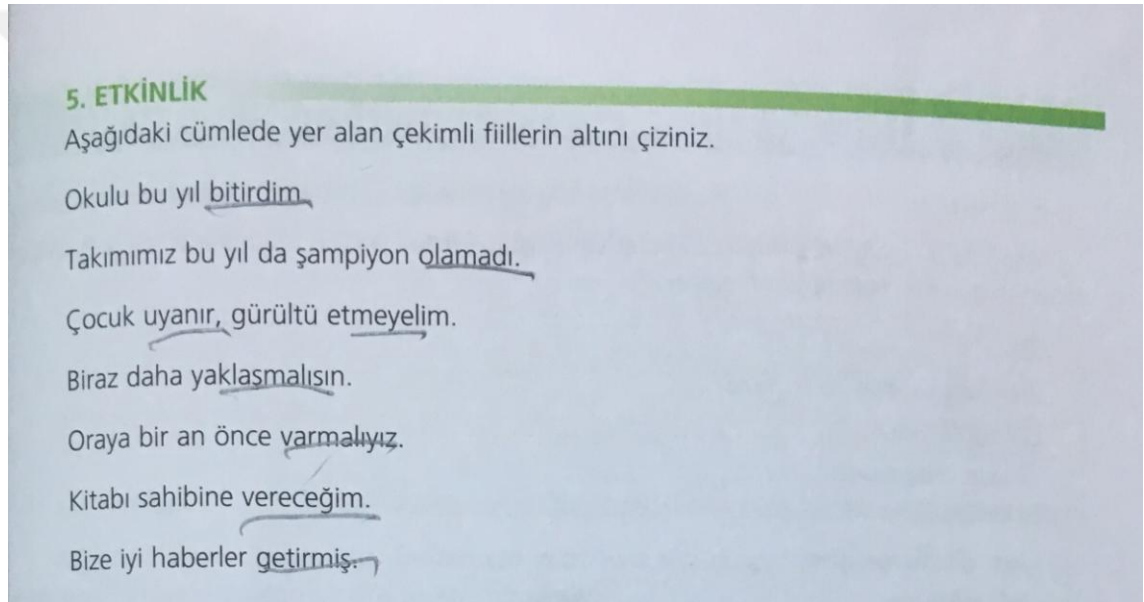 5. ETKİNLİK
Aşağıdaki cümlede yer alan çekimli fiillerin altını çiziniz.
Okulu bu yıl bitirdim.
Takımımız bu yıl da şampiyon olamadı.
Çocuk uyanır, gürültü etmeyelim.
Biraz daha yaklaşmalısın.
Oraya bir an önce varmalıyız.
Kitabı sahibine vereceğim.
Bize iyi haberler getirmiş.